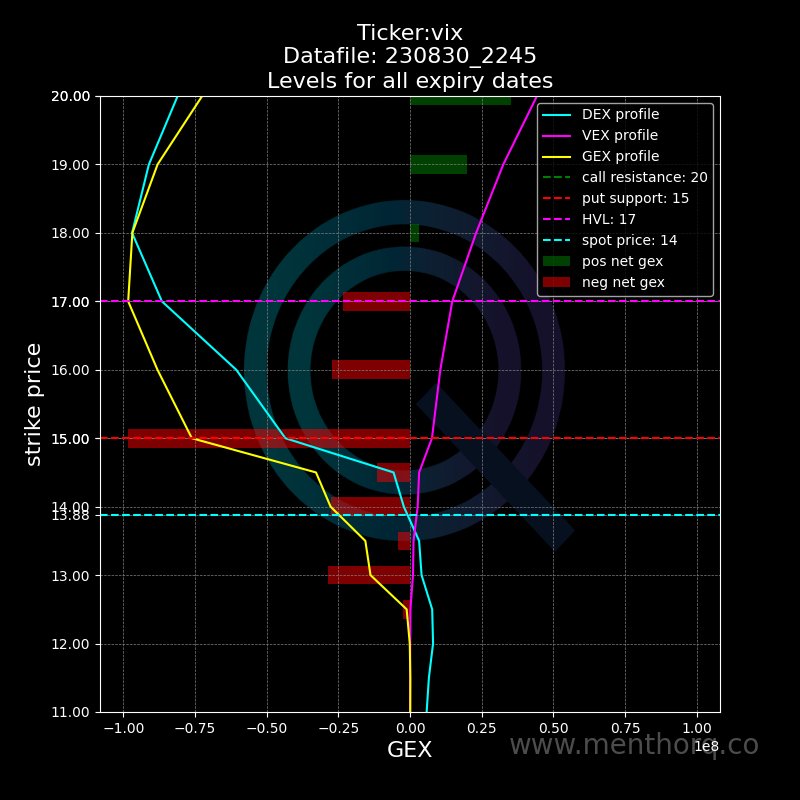 Ticker:vix
Datafile: 230830_2245
Levels for all expiry dates
20.00
19.00
18.00
17.00
16.00
15.00
14.00
13.88
13.00
12.00
11.00
strike price
DEX profile
VEX profile
GEX profile
call resistance: 20
put support: 15
HVL: 17
spot price: 14
pos net gex
neg net gex
−1.00 −0.75 −0.50 −0.25 0.00 0.25 0.50 0.75 1.00
1e8
GEX
www.menthorq.co